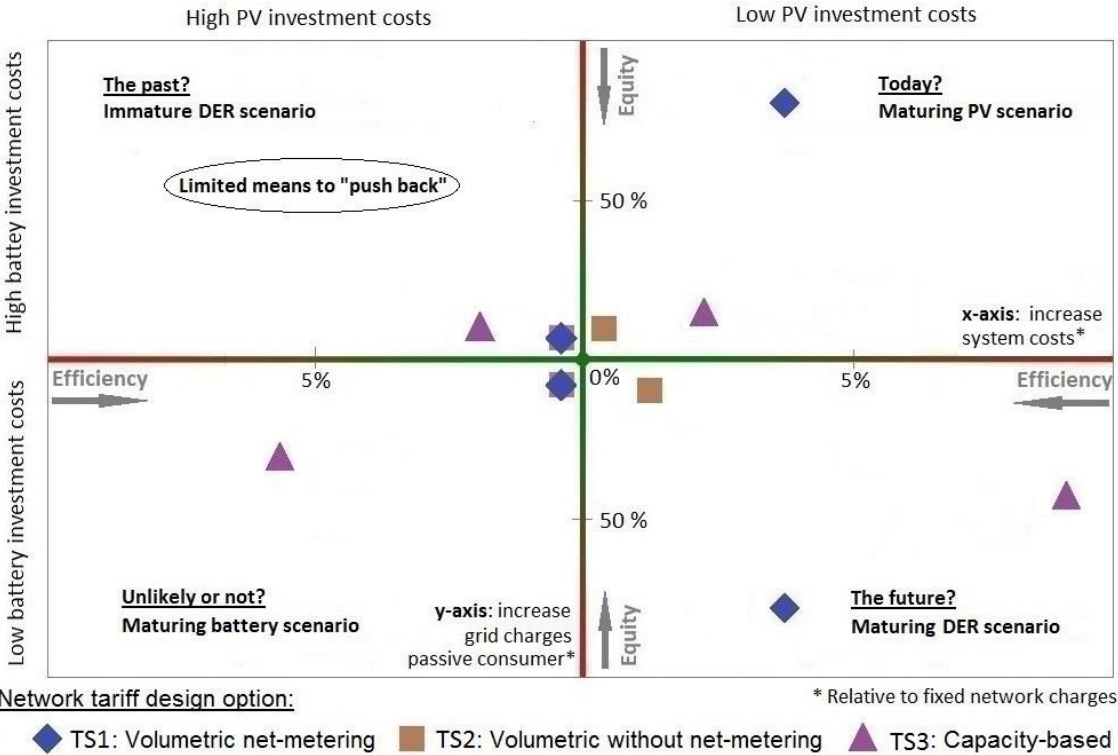 High PV investment costs
Low PV investment costs
High battey investment costs
Low battery investment costs
The past?
Immature DER scenario
Limited means to "push back"
Equity
Today?
Maturing PV scenario
50 %
x-axis: increase
system costs*
Efficiency
5%
0%
5%
Efficiency
50 %
Unlikely or not?
Maturing battery scenario
y-axis: increase
grid charges
passive consumer*
Equity
The future?
Maturing DER scenario
Network tariff design option:
* Relative to fixed network charges
TS1: Volumetric net-metering
TS2: Volumetric without net-metering
TS3: Capacity-based